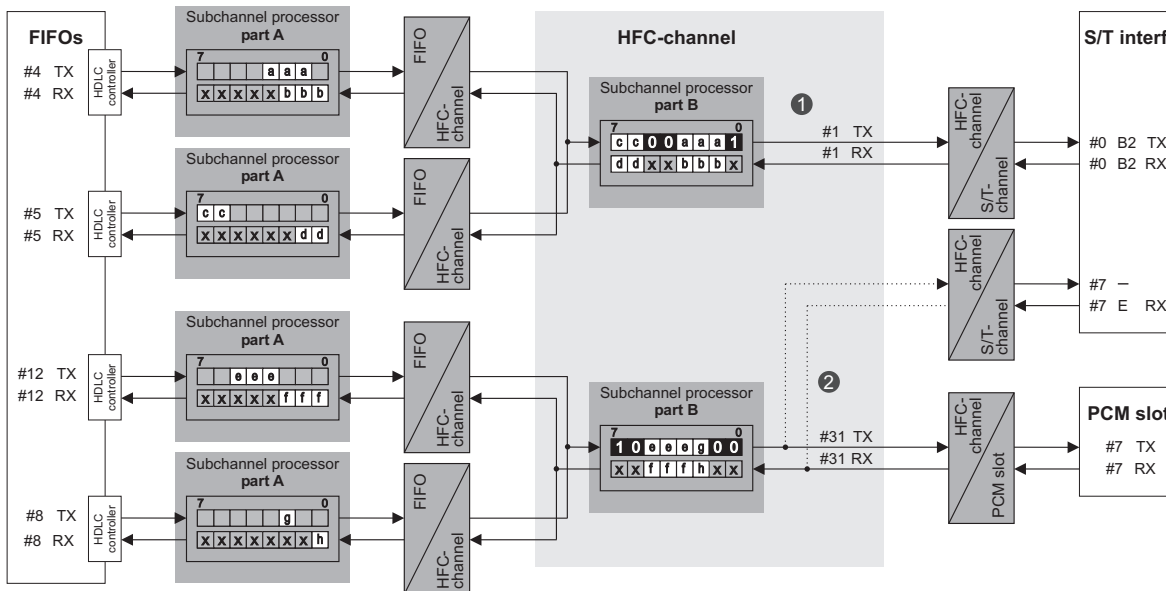 FIFOs
HFC-channel
S/T interf
Subchannel processor
part A
7 0
a a a
x x x x x b b b
#4 TX
#4 RX
HDLC
controller
FIFO
HFC-
channel
Subchannel processor
part A
7 0
c c
x x x x x x d d
#5 TX
#5 RX
HDLC
controller
FIFO
HFC-
channel
Subchannel processor
part B
7 0
c c 0 0 a a a 1
d d x x b b b x
1
#1 TX
#1 RX
HFC-
channel
S/T-
channel
#0 B2 TX
#0 B2 RX
HFC-
channel
S/T-
channel
#7 –
#7 E RX
Subchannel processor
part A
7 0
e e e
x x x x x f f f
#12 TX
#12 RX
HDLC
controller
FIFO
HFC-
channel
Subchannel processor
part A
7 0
g
x x x x x x x h
#8 TX
#8 RX
HDLC
controller
FIFO
HFC-
channel
Subchannel processor
part B
7 0
1 0 e e e g 0 0
x x f f f h x x
2
#31 TX
#31 RX
HFC-
channel
PCM slot
PCM slot
#7 TX
#7 RX